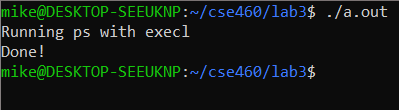 mike@DESKTOP-SEEUKNP:~/cse460/lab3$ ./a.out
Running ps with execl
Done!
mike@DESKTOP-SEEUKNP:~/cse460/lab3$